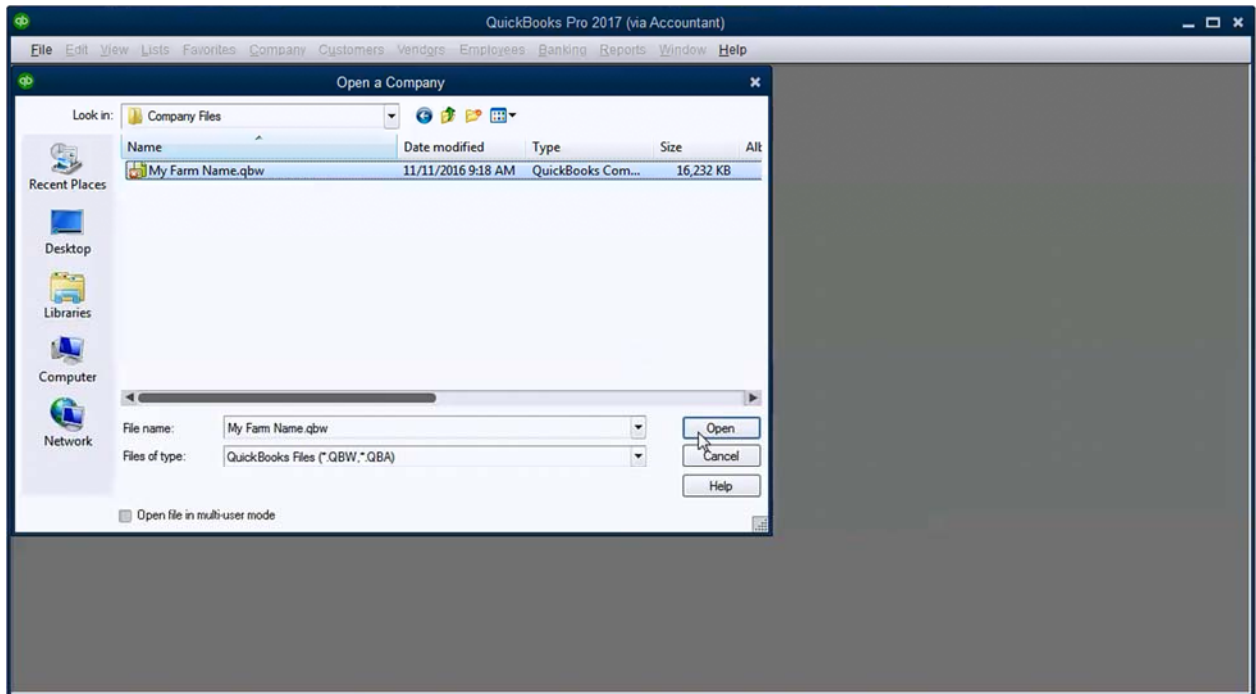 QuickBooks Pro 2017 (via Accountant)
File Edit View Lists Favorites Company Customers Vendors Employees Banking Reports Window Help
Open a Company
Look in: Company Files
Name Date modified Type Size Alt
My Farm Name.qbw 11/11/2016 9:18 AM QuickBooks Com... 16,232 KB
Recent Places
Desktop
Libraries
Computer
Network
File name: My Farm Name.qbw Open
Files of type: QuickBooks Files (*.QBW,*.QBA) Cancel
Help
Open file in multi-user mode